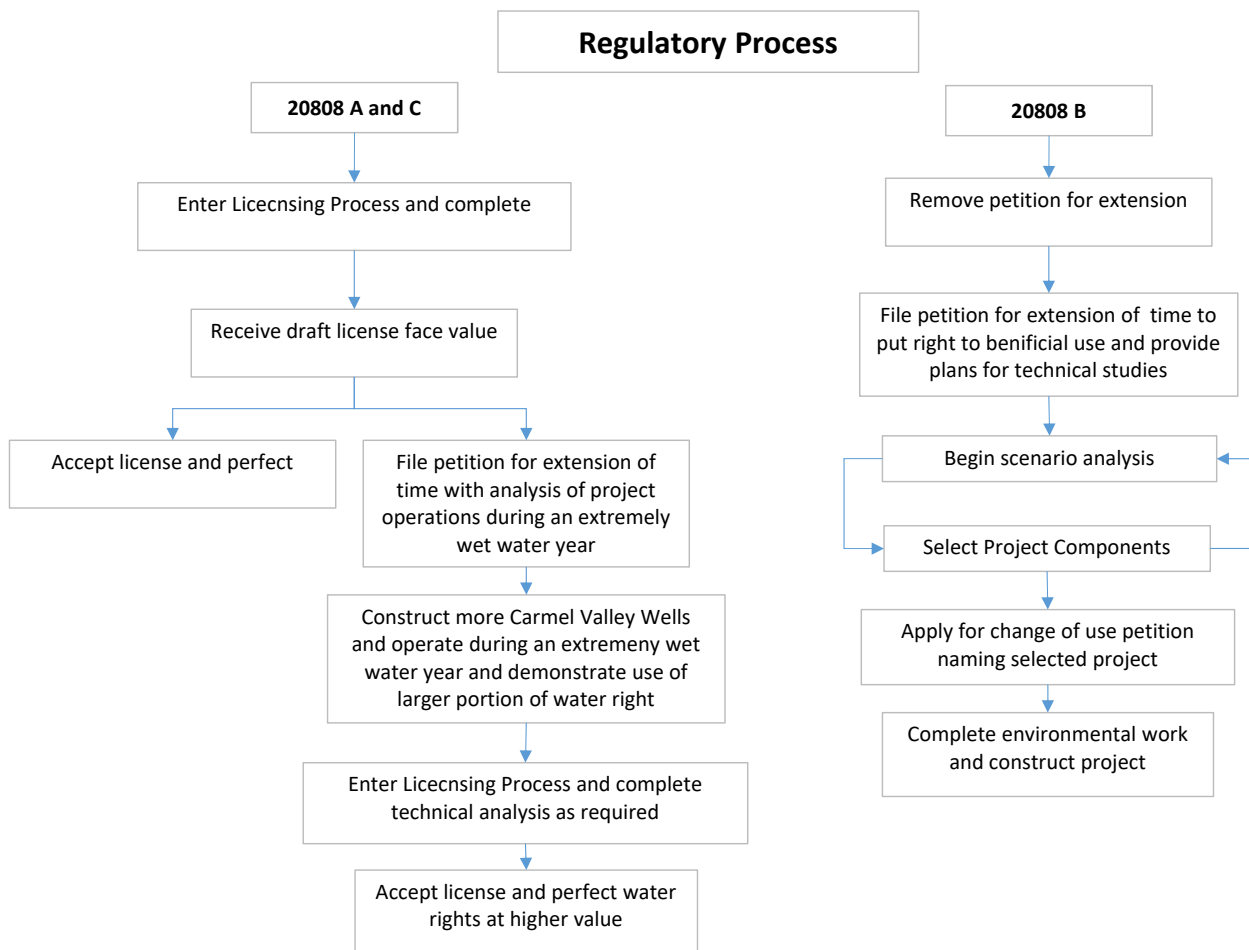 Regulatory Process
20808 A and C
Enter Licecnsing Process and complete
Receive draft license face value
Accept license and perfect
File petition for extension of
time with analysis of project
operations during an extremely
wet water year
Construct more Carmel Valley Wells
and operate during an extremeny wet
water year and demonstrate use of
larger portion of water right
Enter Licecnsing Process and complete
technical analysis as required
Accept license and perfect water
rights at higher value
20808 B
Remove petition for extension
File petition for extension of  time to
put right to benificial use and provide
plans for technical studies
Begin scenario analysis
Select Project Components
Apply for change of use petition
naming selected project
Complete environmental work
and construct project